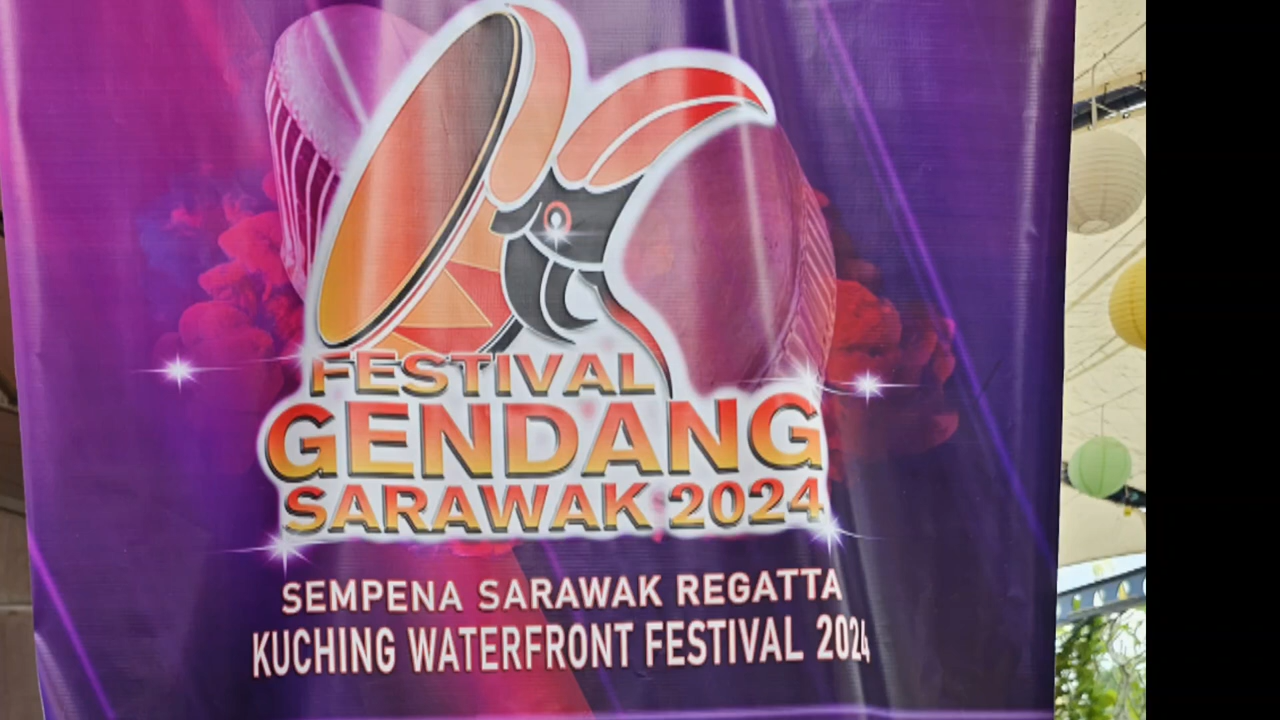 FESTIVAL
GENDANG
SARAWAK 2024
SEMPENA SARAWAK REGATTA
KUCHING WATERFRONT FESTIVAL 2024